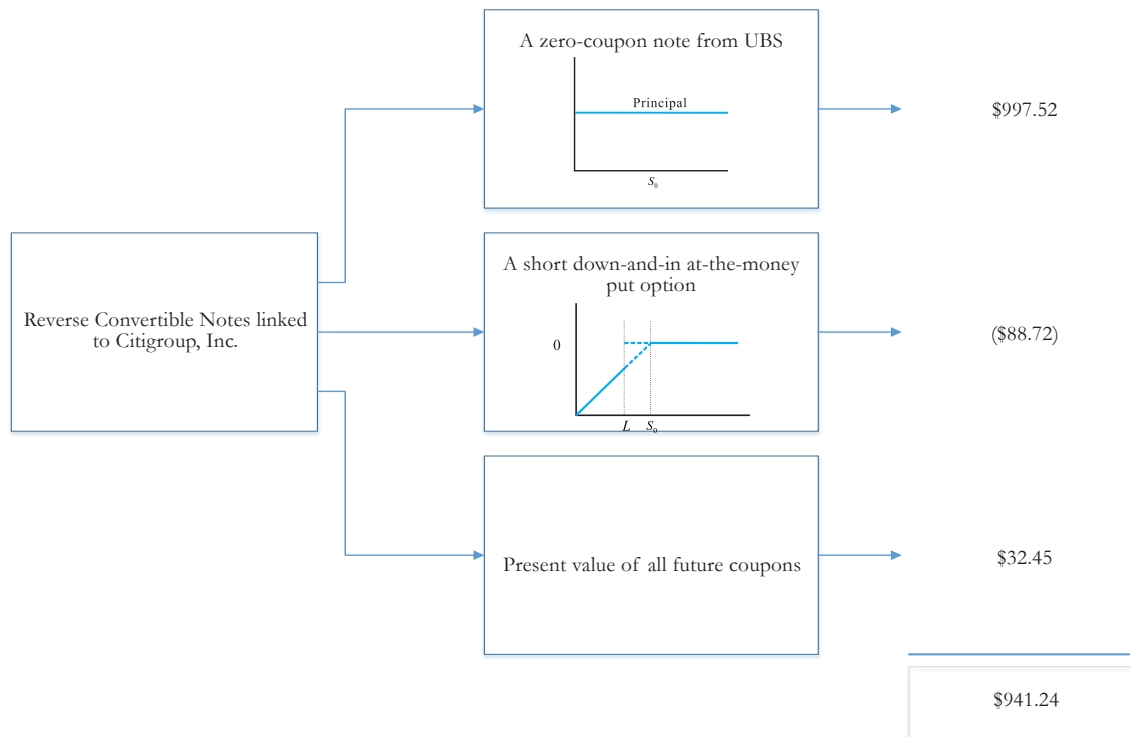 A zero-coupon note from UBS
Principal
S₀
$997.52
Reverse Convertible Notes linked
to Citigroup, Inc.
A short down-and-in at-the-money
put option
0
L S₀
($88.72)
Present value of all future coupons
$32.45
$941.24